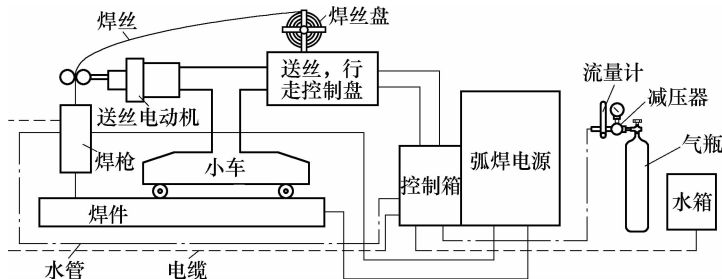 焊丝
焊丝盘
送丝，行
走控制盘
流量计
减压器
送丝电动机
气瓶
焊枪
小车
控制箱
弧焊电源
水箱
焊件
水管
电缆